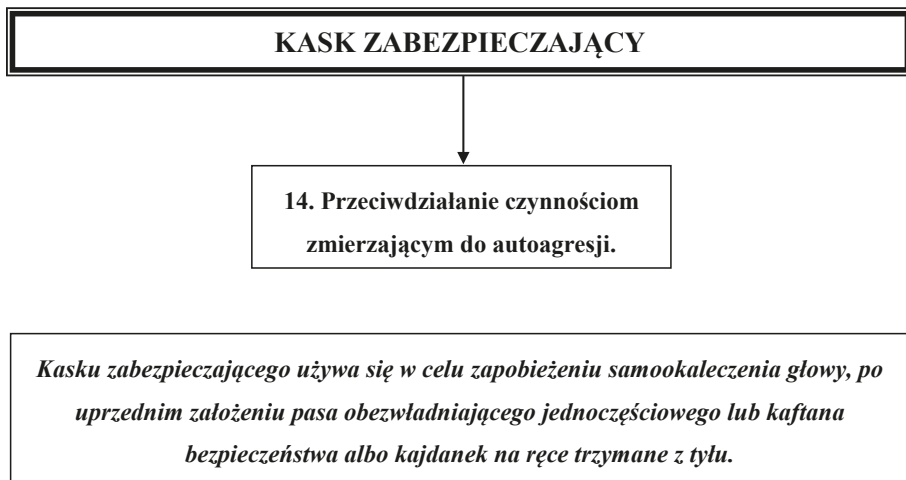 KASK ZABEZPIECZAJĄCY
14. Przeciwdziałanie czynnościom
zmierzającym do autoagresji.
Kasku zabezpieczającego używa się w celu zapobieżeniu samookaleczenia głowy, po
uprzednim założeniu pasa obezwładniającego jednoczęściowego lub kaftana
bezpieczeństwa albo kajdanek na ręce trzymane z tyłu.